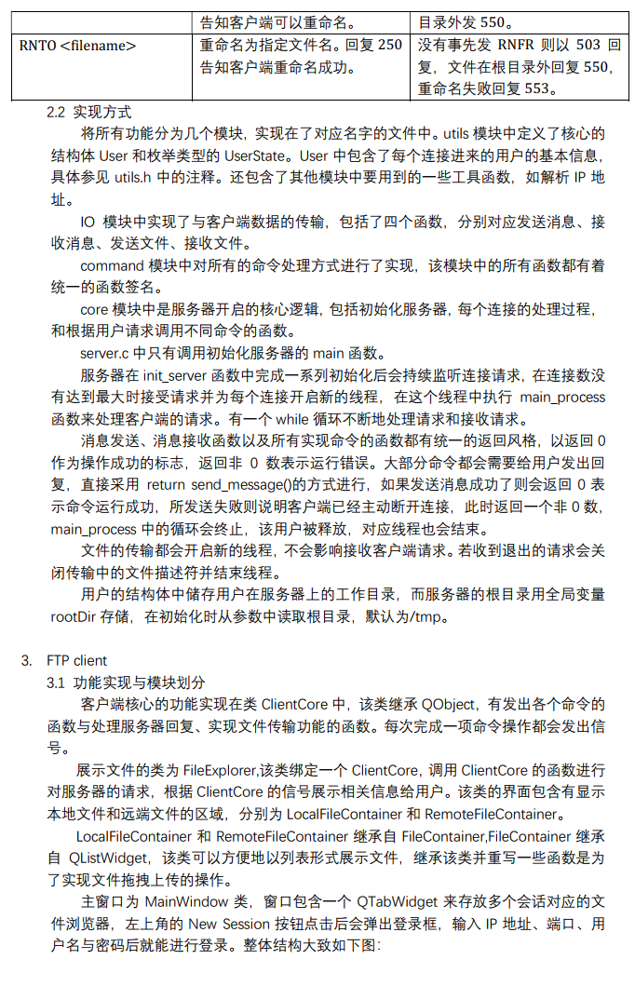 告知客户端可以重命名。 目录外发 550。
RNTO <filename> 重命名为指定文件名。回复 250 没有事先发 RNFR 则以 503 回
告知客户端重命名成功。 复，文件在根目录外回复 550，
重命名失败回复 553。
2.2 实现方式
将所有功能分为几个模块，实现在了对应名字的文件中。utils 模块中定义了核心的
结构体 User 和枚举类型的 UserState。User 中包含了每个连接进来的用户的基本信息，
具体参见 utils.h 中的注释。还包含了其他模块中要用到的一些工具函数，如解析 IP 地
址。
IO 模块中实现了与客户端数据的传输，包括了四个函数，分别对应发送消息、接
收消息、发送文件、接收文件。
command 模块中对所有的命令处理方式进行了实现，该模块中的所有函数都有着
统一的函数签名。
core 模块中是服务器开启的核心逻辑，包括初始化服务器，每个连接的处理过程，
和根据用户请求调用不同命令的函数。
server.c 中只有调用初始化服务器的 main 函数。
服务器在 init_server 函数中完成一系列初始化后会持续监听连接请求，在连接数没
有达到最大时接受请求并为每个连接开启新的线程，在这个线程中执行 main_process
函数来处理客户端的请求。有一个 while 循环不断地处理请求和接收请求。
消息发送、消息接收函数以及所有实现命令的函数都有统一的返回风格，以返回 0
作为操作成功的标志，返回非 0 数表示运行错误。大部分命令都会需要给用户发出回
复，直接采用 return send_message()的方式进行，如果发送消息成功了则会返回 0 表
示命令运行成功，所发送失败则说明客户端已经主动断开连接，此时返回一个非 0 数，
main_process 中的循环会终止，该用户被释放，对应线程也会结束。
文件的传输都会开启新的线程，不会影响接收客户端请求。若收到退出的请求会关
闭传输中的文件描述符并结束线程。
用户的结构体中储存用户在服务器上的工作目录，而服务器的根目录用全局变量
rootDir 存储，在初始化时从参数中读取根目录，默认为/tmp。
3. FTP client
3.1 功能实现与模块划分
客户端核心的功能实现在类 ClientCore 中，该类继承 QObject，有发出各个命令的
函数与处理服务器回复、实现文件传输功能的函数。每次完成一项命令操作都会发出信
号。
展示文件的类为 FileExplorer,该类绑定一个 ClientCore，调用 ClientCore 的函数进行
对服务器的请求，根据 ClientCore 的信号展示相关信息给用户。该类的界面包含有显示
本地文件和远端文件的区域，分别为 LocalFileContainer 和 RemoteFileContainer。
LocalFileContainer 和 RemoteFileContainer 继承自 FileContainer,FileContainer 继承
自 QListWidget，该类可以方便地以列表形式展示文件，继承该类并重写一些函数是为
了实现文件拖拽上传的操作。
主窗口为 MainWindow 类，窗口包含一个 QTabWidget 来存放多个会话对应的文
件浏览器，左上角的 New Session 按钮点击后会弹出登录框，输入 IP 地址、端口、用
户名与密码后就能进行登录。整体结构大致如下图：